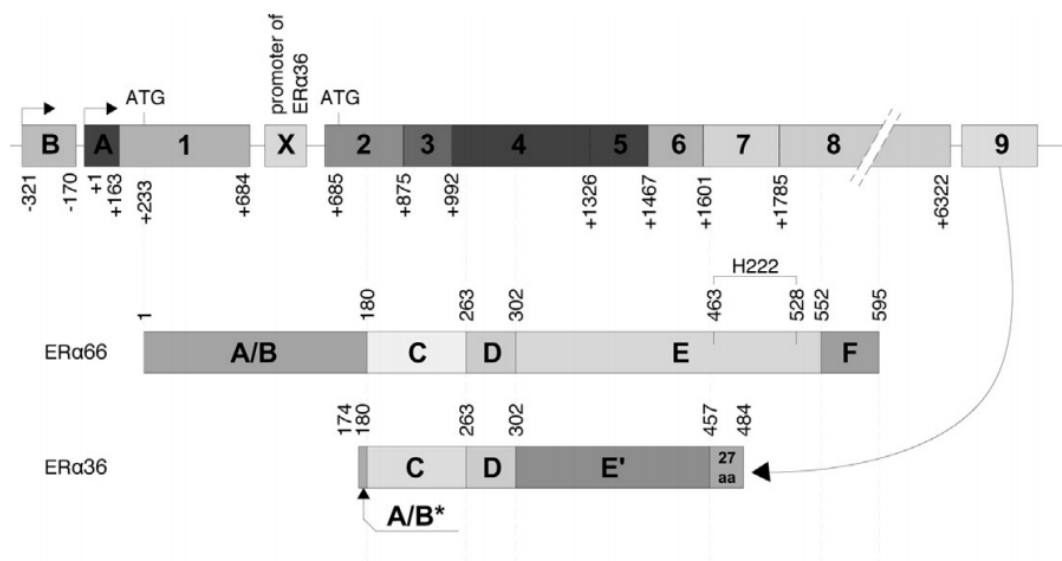 promoter of
ERα36
ATG
ATG
B
A
1
X
2
3
4
5
6
7
8
9
-321
-170
+1
+163
+233
+684
+685
+875
+992
+1326
+1467
+1601
+1785
+6322
H222
1
180
263
302
463
528
552
595
ERα66
A/B
C
D
E
F
174
180
263
302
457
484
ERα36
C
D
E'
27
aa
A/B*